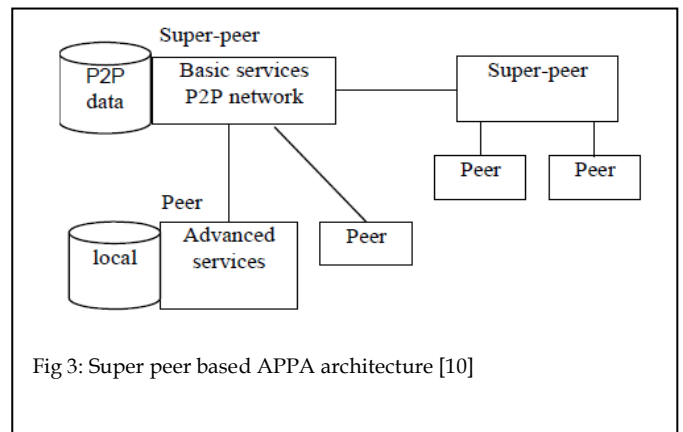 Super-peer
P2P
data
Basic services
P2P network
Super-peer
Peer
Peer
Peer
local
Advanced
services
Peer
Fig 3: Super peer based APPA architecture [10]